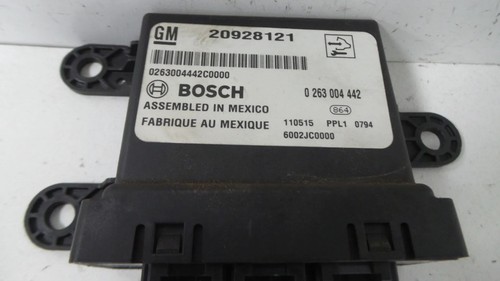 GM 20928121
0263004442C0000
BOSCH 0 263 004 442
ASSEMBLED IN MEXICO 864
FABRIQUE AU MEXIQUE 110515 PPL1 0794
6002JC0000